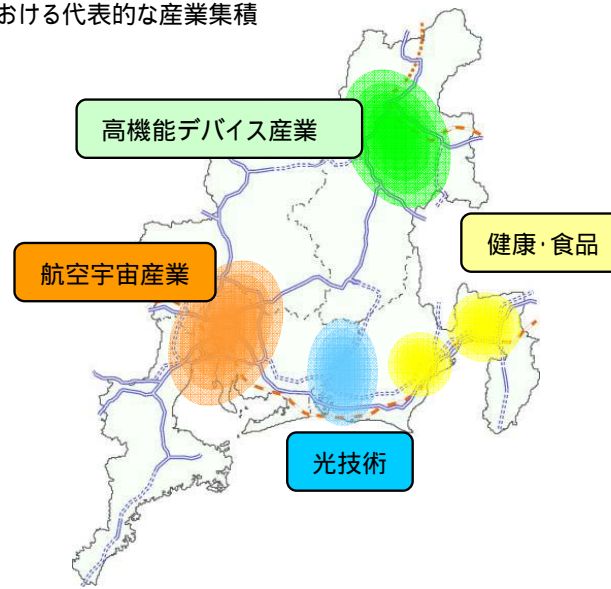 おける代表的な産業集積
高機能デバイス産業
健康・食品
航空宇宙産業
光技術